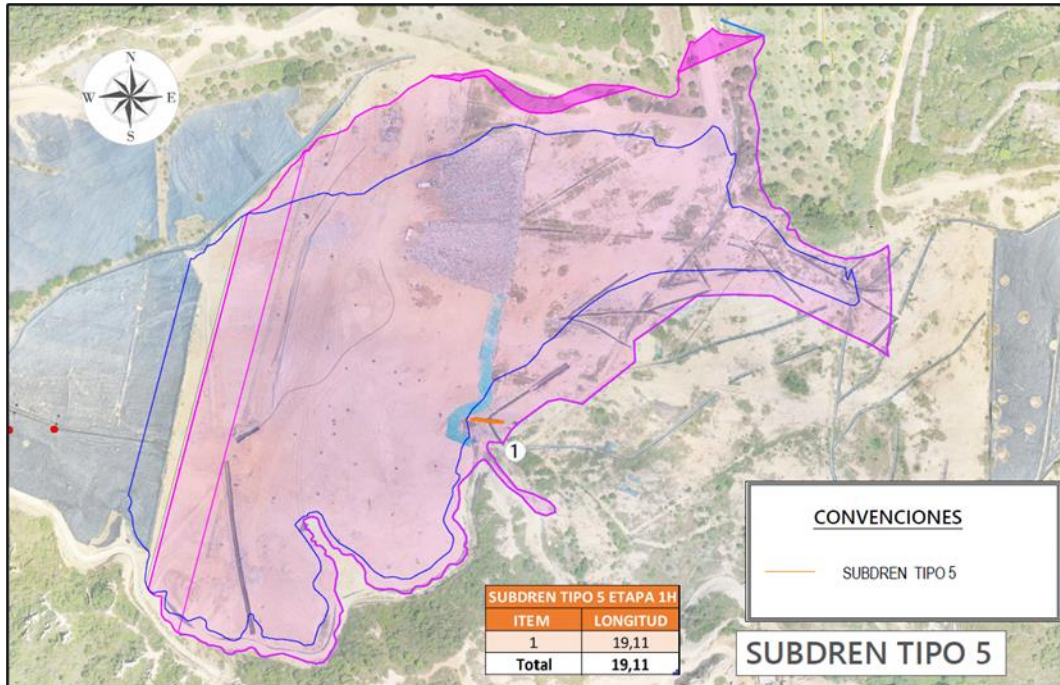 N
W E
S
1
CONVENCIONES
SUBDREN TIPO 5
SUBDREN TIPO 5 ETAPA 1H
ITEM LONGITUD
1 19,11
Total 19,11
SUBDREN TIPO 5